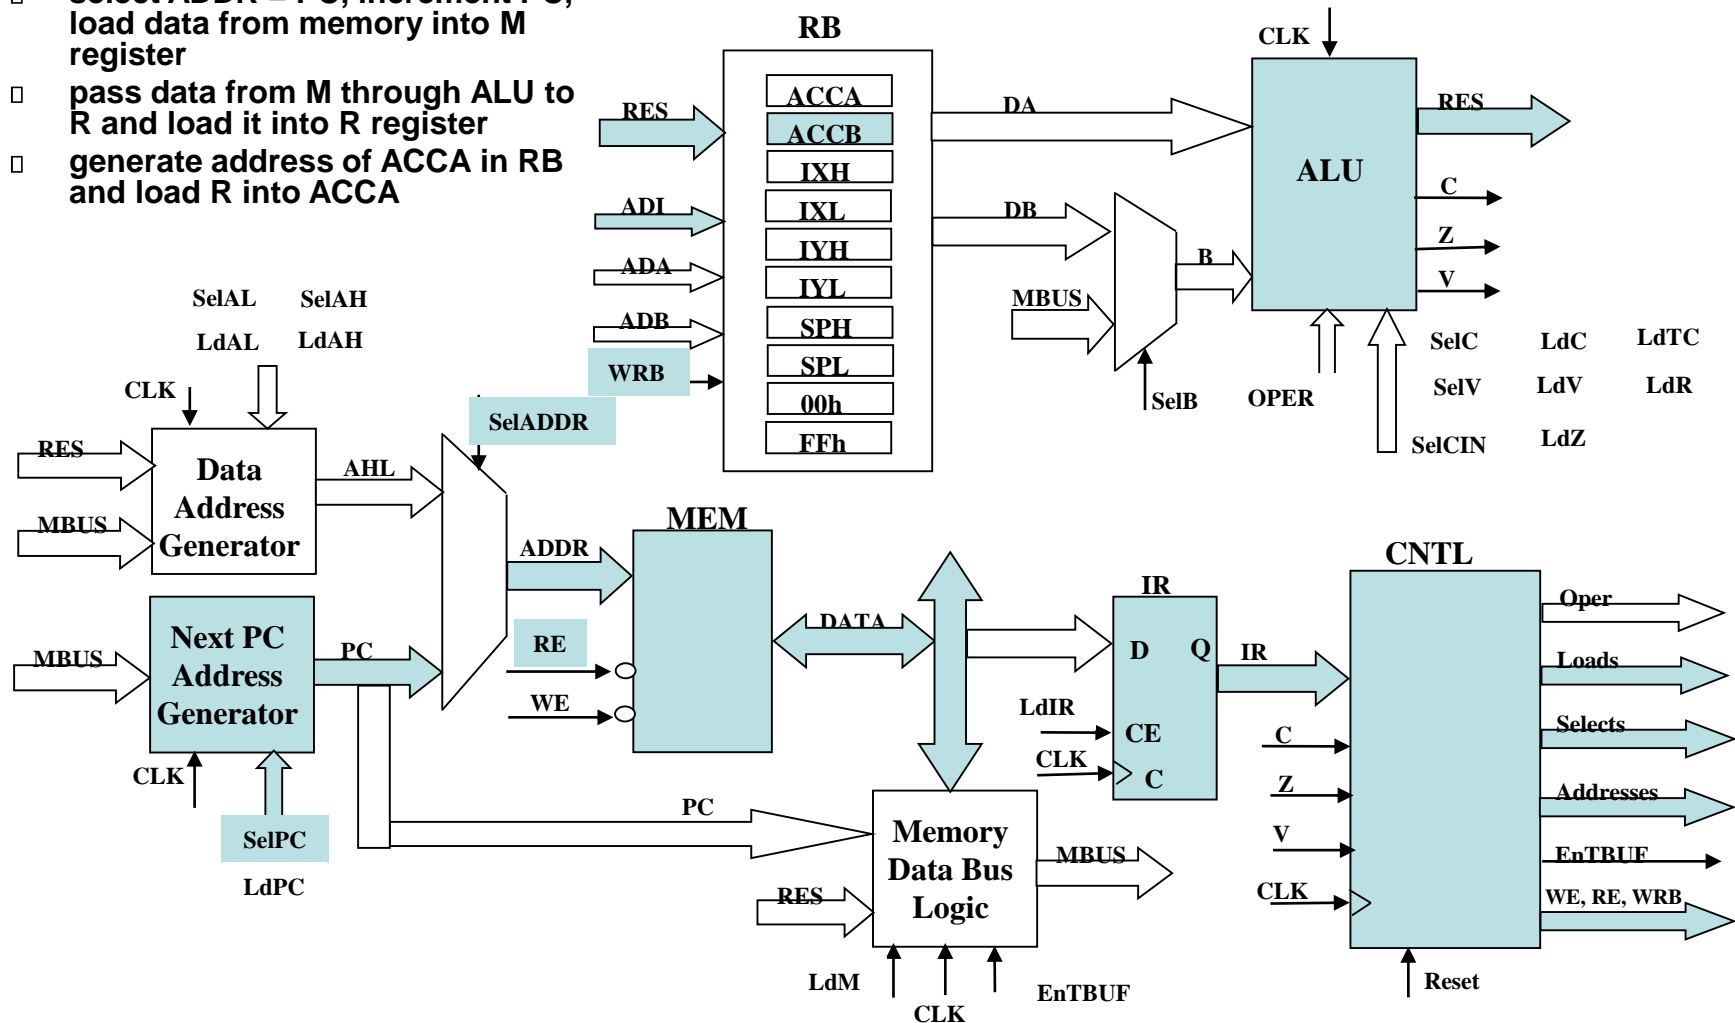 select ADDR = PC, increment PC,
load data from memory into M
register
pass data from M through ALU to
R and load it into R register
generate address of ACCA in RB
and load R into ACCA
RB
ACCA
ACCB
IXH
IXL
IYH
IYL
SPH
SPL
00h
FFh
RES
ADI
ADA
ADB
WRB
DA
DB
MBUS
SelB
B
CLK
ALU
RES
C
Z
V
OPER
SelC LdC LdTC
SelV LdV LdR
SelCIN LdZ
SelAL SelAH
LdAL LdAH
CLK
RES
MBUS
Data
Address
Generator
AHL
SelADDR
MBUS
Next PC
Address
Generator
PC
CLK
SelPC
LdPC
ADDR
MEM
RE
WE
DATA
PC
RES
Memory
Data Bus
Logic
MBUS
LdM
CLK
EnTBUF
IR
D Q
CE
C
LdIR
CLK
IR
CNTL
C
Z
V
CLK
Reset
Oper
Loads
Selects
Addresses
EnTBUF
WE, RE, WRB